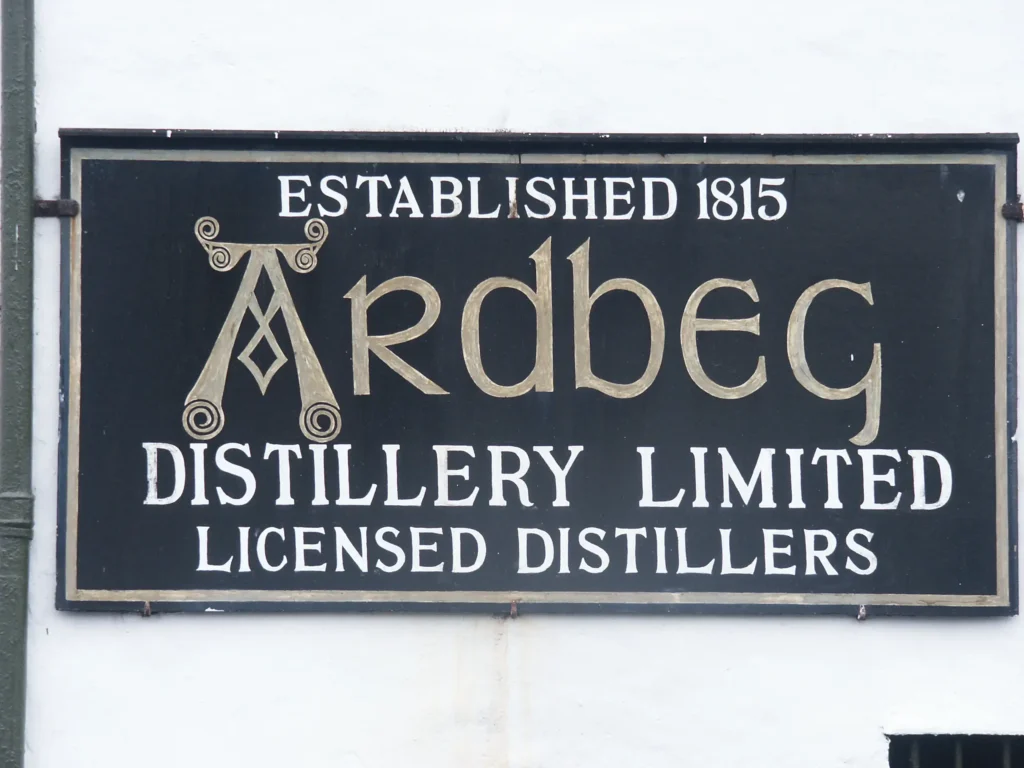 ESTABLISHED 1815
Ardbeg
DISTILLERY LIMITED
LICENSED DISTILLERS